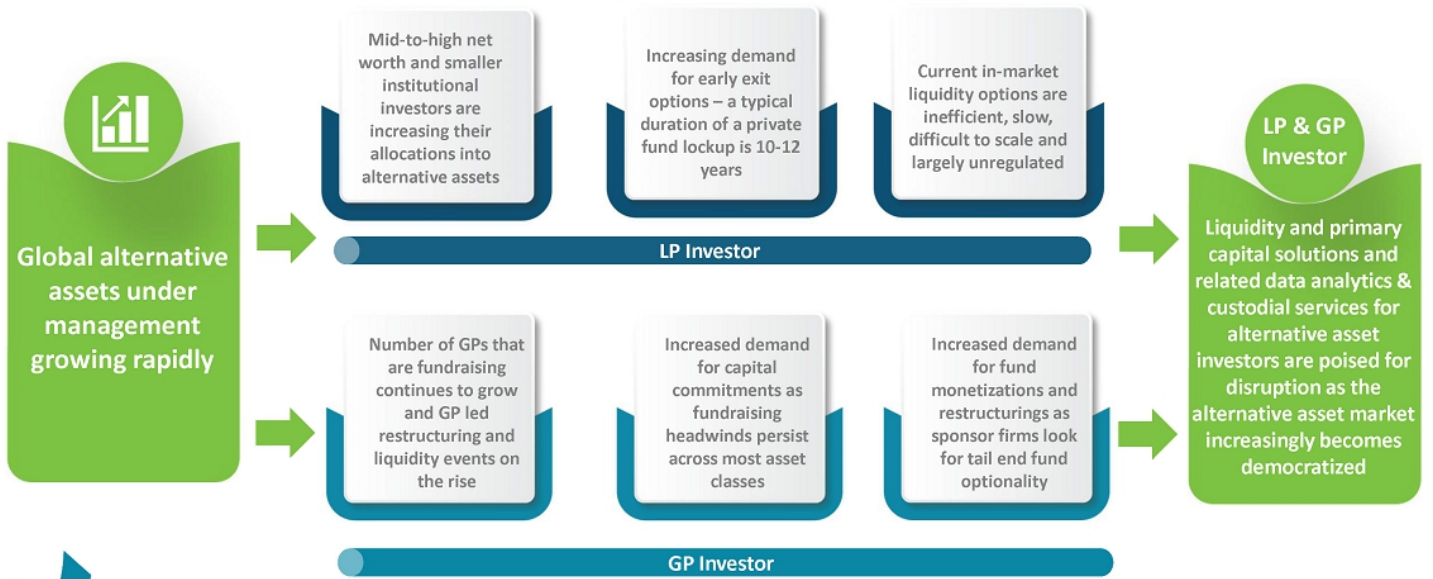 Global alternative
assets under
management
growing rapidly
Mid-to-high net
worth and smaller
institutional
investors are
increasing their
allocations into
alternative assets
Increasing demand
for early exit
options – a typical
duration of a private
fund lockup is 10-12
years
Current in-market
liquidity options are
inefficient, slow,
difficult to scale and
largely unregulated
LP Investor
Number of GPs that
are fundraising
continues to grow
and GP led
restructuring and
liquidity events on
the rise
Increased demand
for capital
commitments as
fundraising
headwinds persist
across most asset
classes
Increased demand
for fund
monetizations and
restructurings as
sponsor firms look
for tail end fund
optionality
GP Investor
LP & GP
Investor
Liquidity and primary
capital solutions and
related data analytics &
custodial services for
alternative asset
investors are poised for
disruption as the
alternative asset market
increasingly becomes
democratized